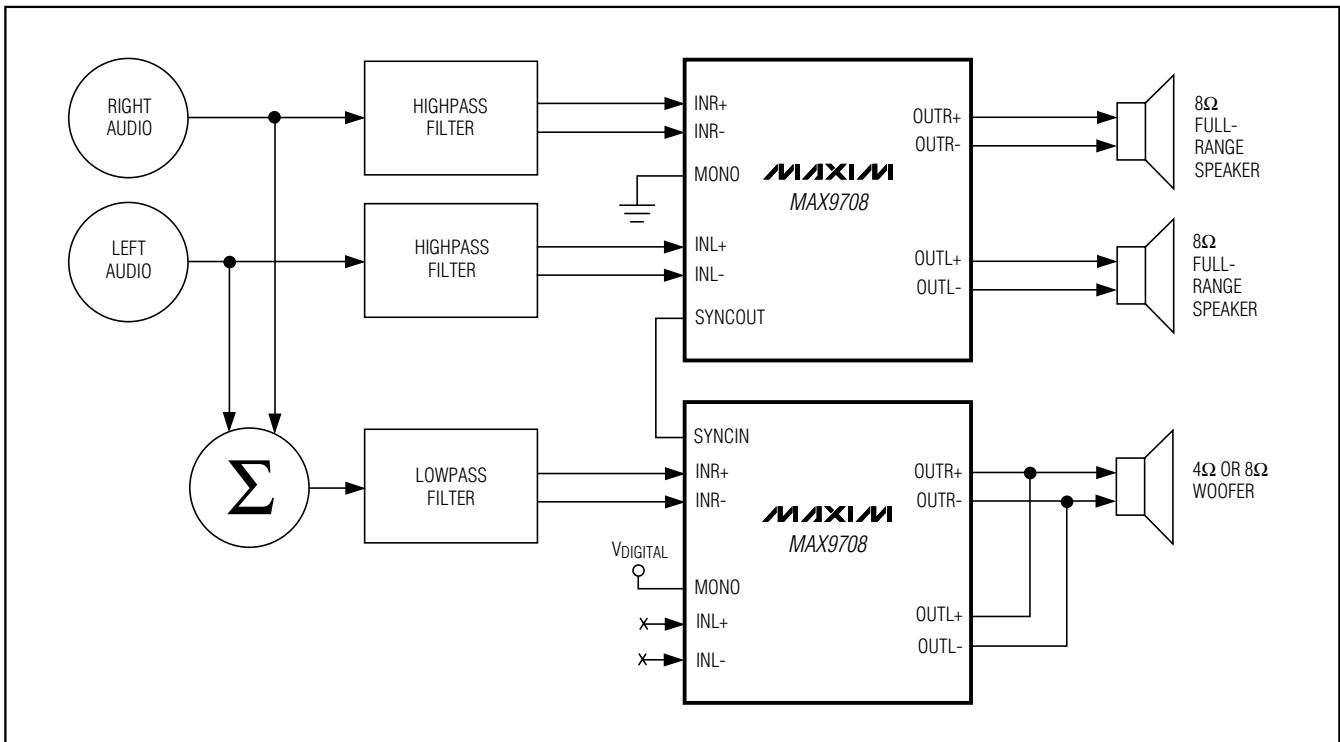 RIGHT
AUDIO
HIGHPASS
FILTER
INR+
INR-
MONO
MAXIM
MAX9708
OUTR+
OUTR-
8Ω
FULL-
RANGE
SPEAKER
LEFT
AUDIO
HIGHPASS
FILTER
INL+
INL-
SYNCOUT
OUTL+
OUTL-
8Ω
FULL-
RANGE
SPEAKER
Σ
LOWPASS
FILTER
SYNCIN
INR+
INR-
VDIGITAL
MONO
INL+
INL-
MAXIM
MAX9708
OUTR+
OUTR-
OUTL+
OUTL-
4Ω OR 8Ω
WOOFER